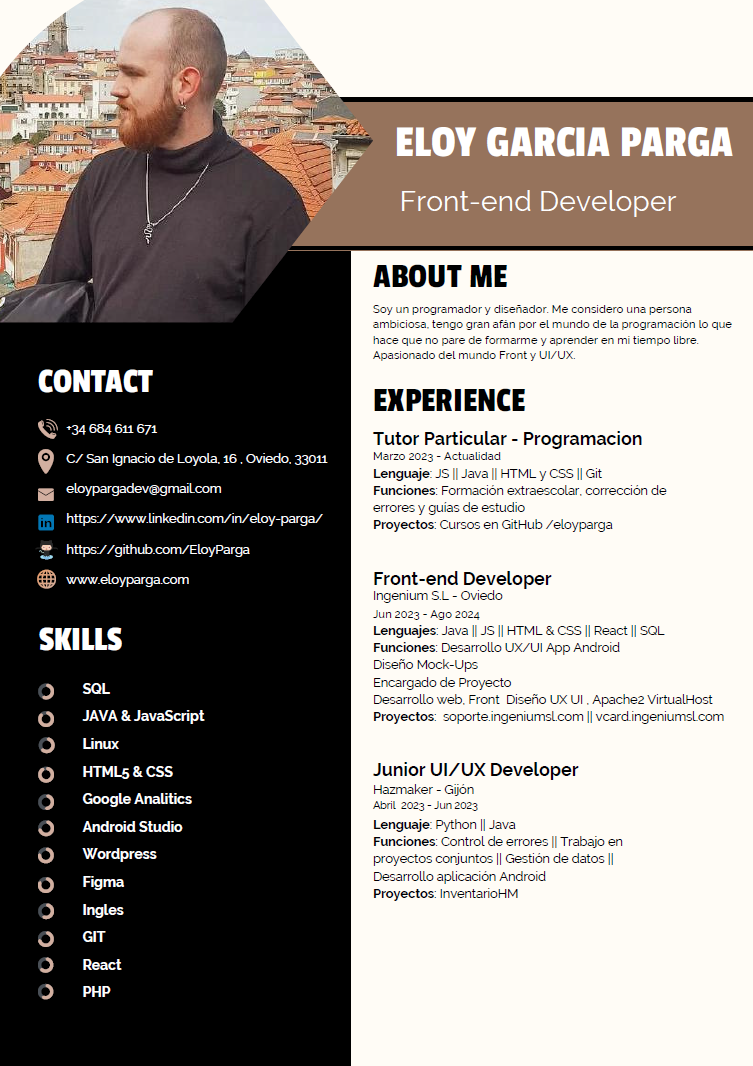 ELOY GARCIA PARGA
Front-end Developer
CONTACT
+34 684 611 671
C/ San Ignacio de Loyola, 16 , Oviedo, 33011
eloypargadev@gmail.com
https://www.linkedin.com/in/eloy-parga/
https://github.com/EloyParga
www.eloyparga.com
SKILLS
SQL
JAVA & JavaScript
Linux
HTML5 & CSS
Google Analitics
Android Studio
Wordpress
Figma
Ingles
GIT
React
PHP
ABOUT ME
Soy un programador y diseñador. Me considero una persona
ambiciosa, tengo gran afán por el mundo de la programación lo que
hace que no pare de formarme y aprender en mi tiempo libre.
Apasionado del mundo Front y UI/UX.
EXPERIENCE
Tutor Particular - Programacion
Marzo 2023 - Actualidad
Lenguaje: JS || Java || HTML y CSS || Git
Funciones: Formación extraescolar, corrección de
errores y guías de estudio
Proyectos: Cursos en GitHub /eloyparga
Front-end Developer
Ingenium S.L - Oviedo
Jun 2023 - Ago 2024
Lenguajes: Java || JS || HTML & CSS || React || SQL
Funciones: Desarrollo UX/UI App Android
Diseño Mock-Ups
Encargado de Proyecto
Desarrollo web, Front Diseño UX UI , Apache2 VirtualHost
Proyectos: soporte.ingeniumsl.com || vcard.ingeniumsl.com
Junior UI/UX Developer
Hazmaker - Gijón
Abril 2023 - Jun 2023
Lenguaje: Python || Java
Funciones: Control de errores || Trabajo en
proyectos conjuntos || Gestión de datos ||
Desarrollo aplicación Android
Proyectos: InventarioHM